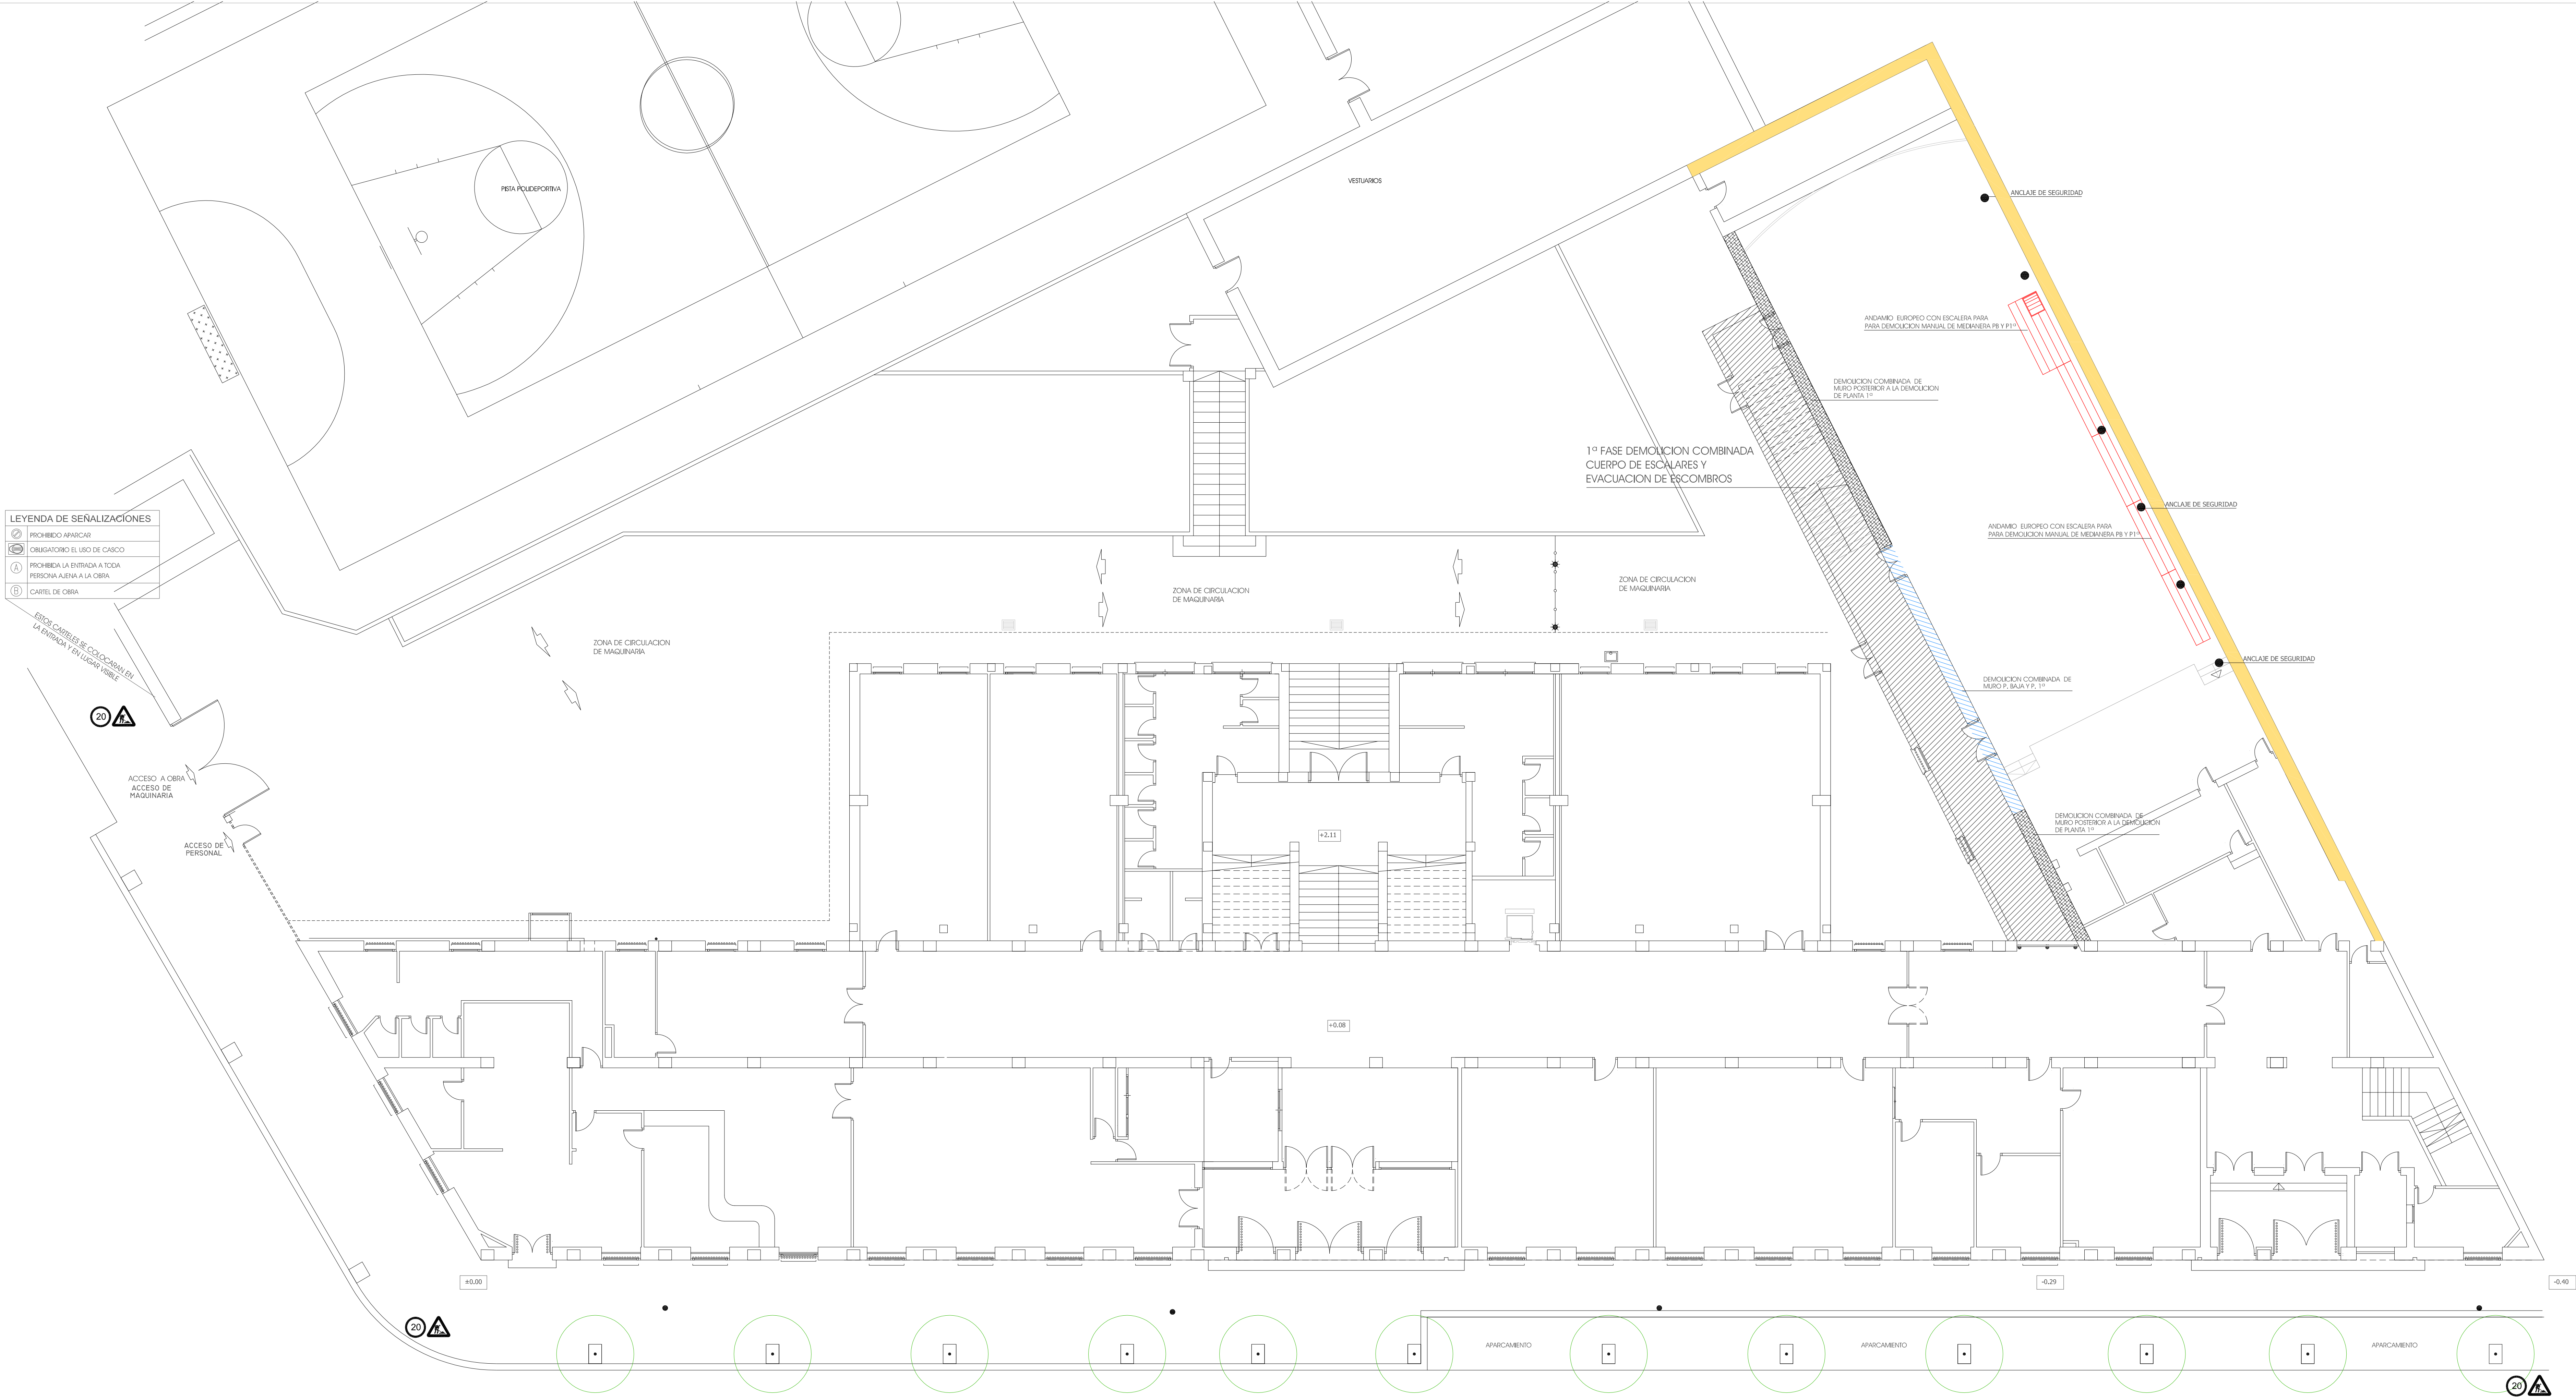 PISTA POLIDEPORTIVA
VESTUARIOS
ANCLAJE DE SEGURIDAD
ANDAMIO EUROPEO CON ESCALERA PARA
PARA DEMOLICION MANUAL DE MEDIANERA PB Y P1º
DEMOLICION COMBINADA DE
MURO POSTERIOR A LA DEMOLICION
DE PLANTA 1º
1ª FASE DEMOLICION COMBINADA
CUERPO DE ESCALARES Y
EVACUACION DE ESCOMBROS
ANCLAJE DE SEGURIDAD
ANDAMIO EUROPEO CON ESCALERA PARA
PARA DEMOLICION MANUAL DE MEDIANERA PB Y P1º
LEYENDA DE SEÑALIZACIONES
PROHIBIDO APARCAR
OBLIGATORIO EL USO DE CASCO
A PROHIBIDA LA ENTRADA A TODA
PERSONA AJENA A LA OBRA
B CARTEL DE OBRA
ESTOS CARTELES SE COLOCARAN EN
LA ENTRADA Y EN LUGAR VISIBLE
ZONA DE CIRCULACION
DE MAQUINARIA
ZONA DE CIRCULACION
DE MAQUINARIA
ZONA DE CIRCULACION
DE MAQUINARIA
ANCLAJE DE SEGURIDAD
DEMOLICION COMBINADA DE
MURO P, BAJA Y P, 1º
20
ACCESO A OBRA
ACCESO DE
MAQUINARIA
ACCESO DE
PERSONAL
DEMOLICION COMBINADA DE
MURO POSTERIOR A LA DEMOLICION
DE PLANTA 1º
+2.11
+0.08
±0.00
-0.29
-0.40
20
APARCAMIENTO
APARCAMIENTO
APARCAMIENTO
20